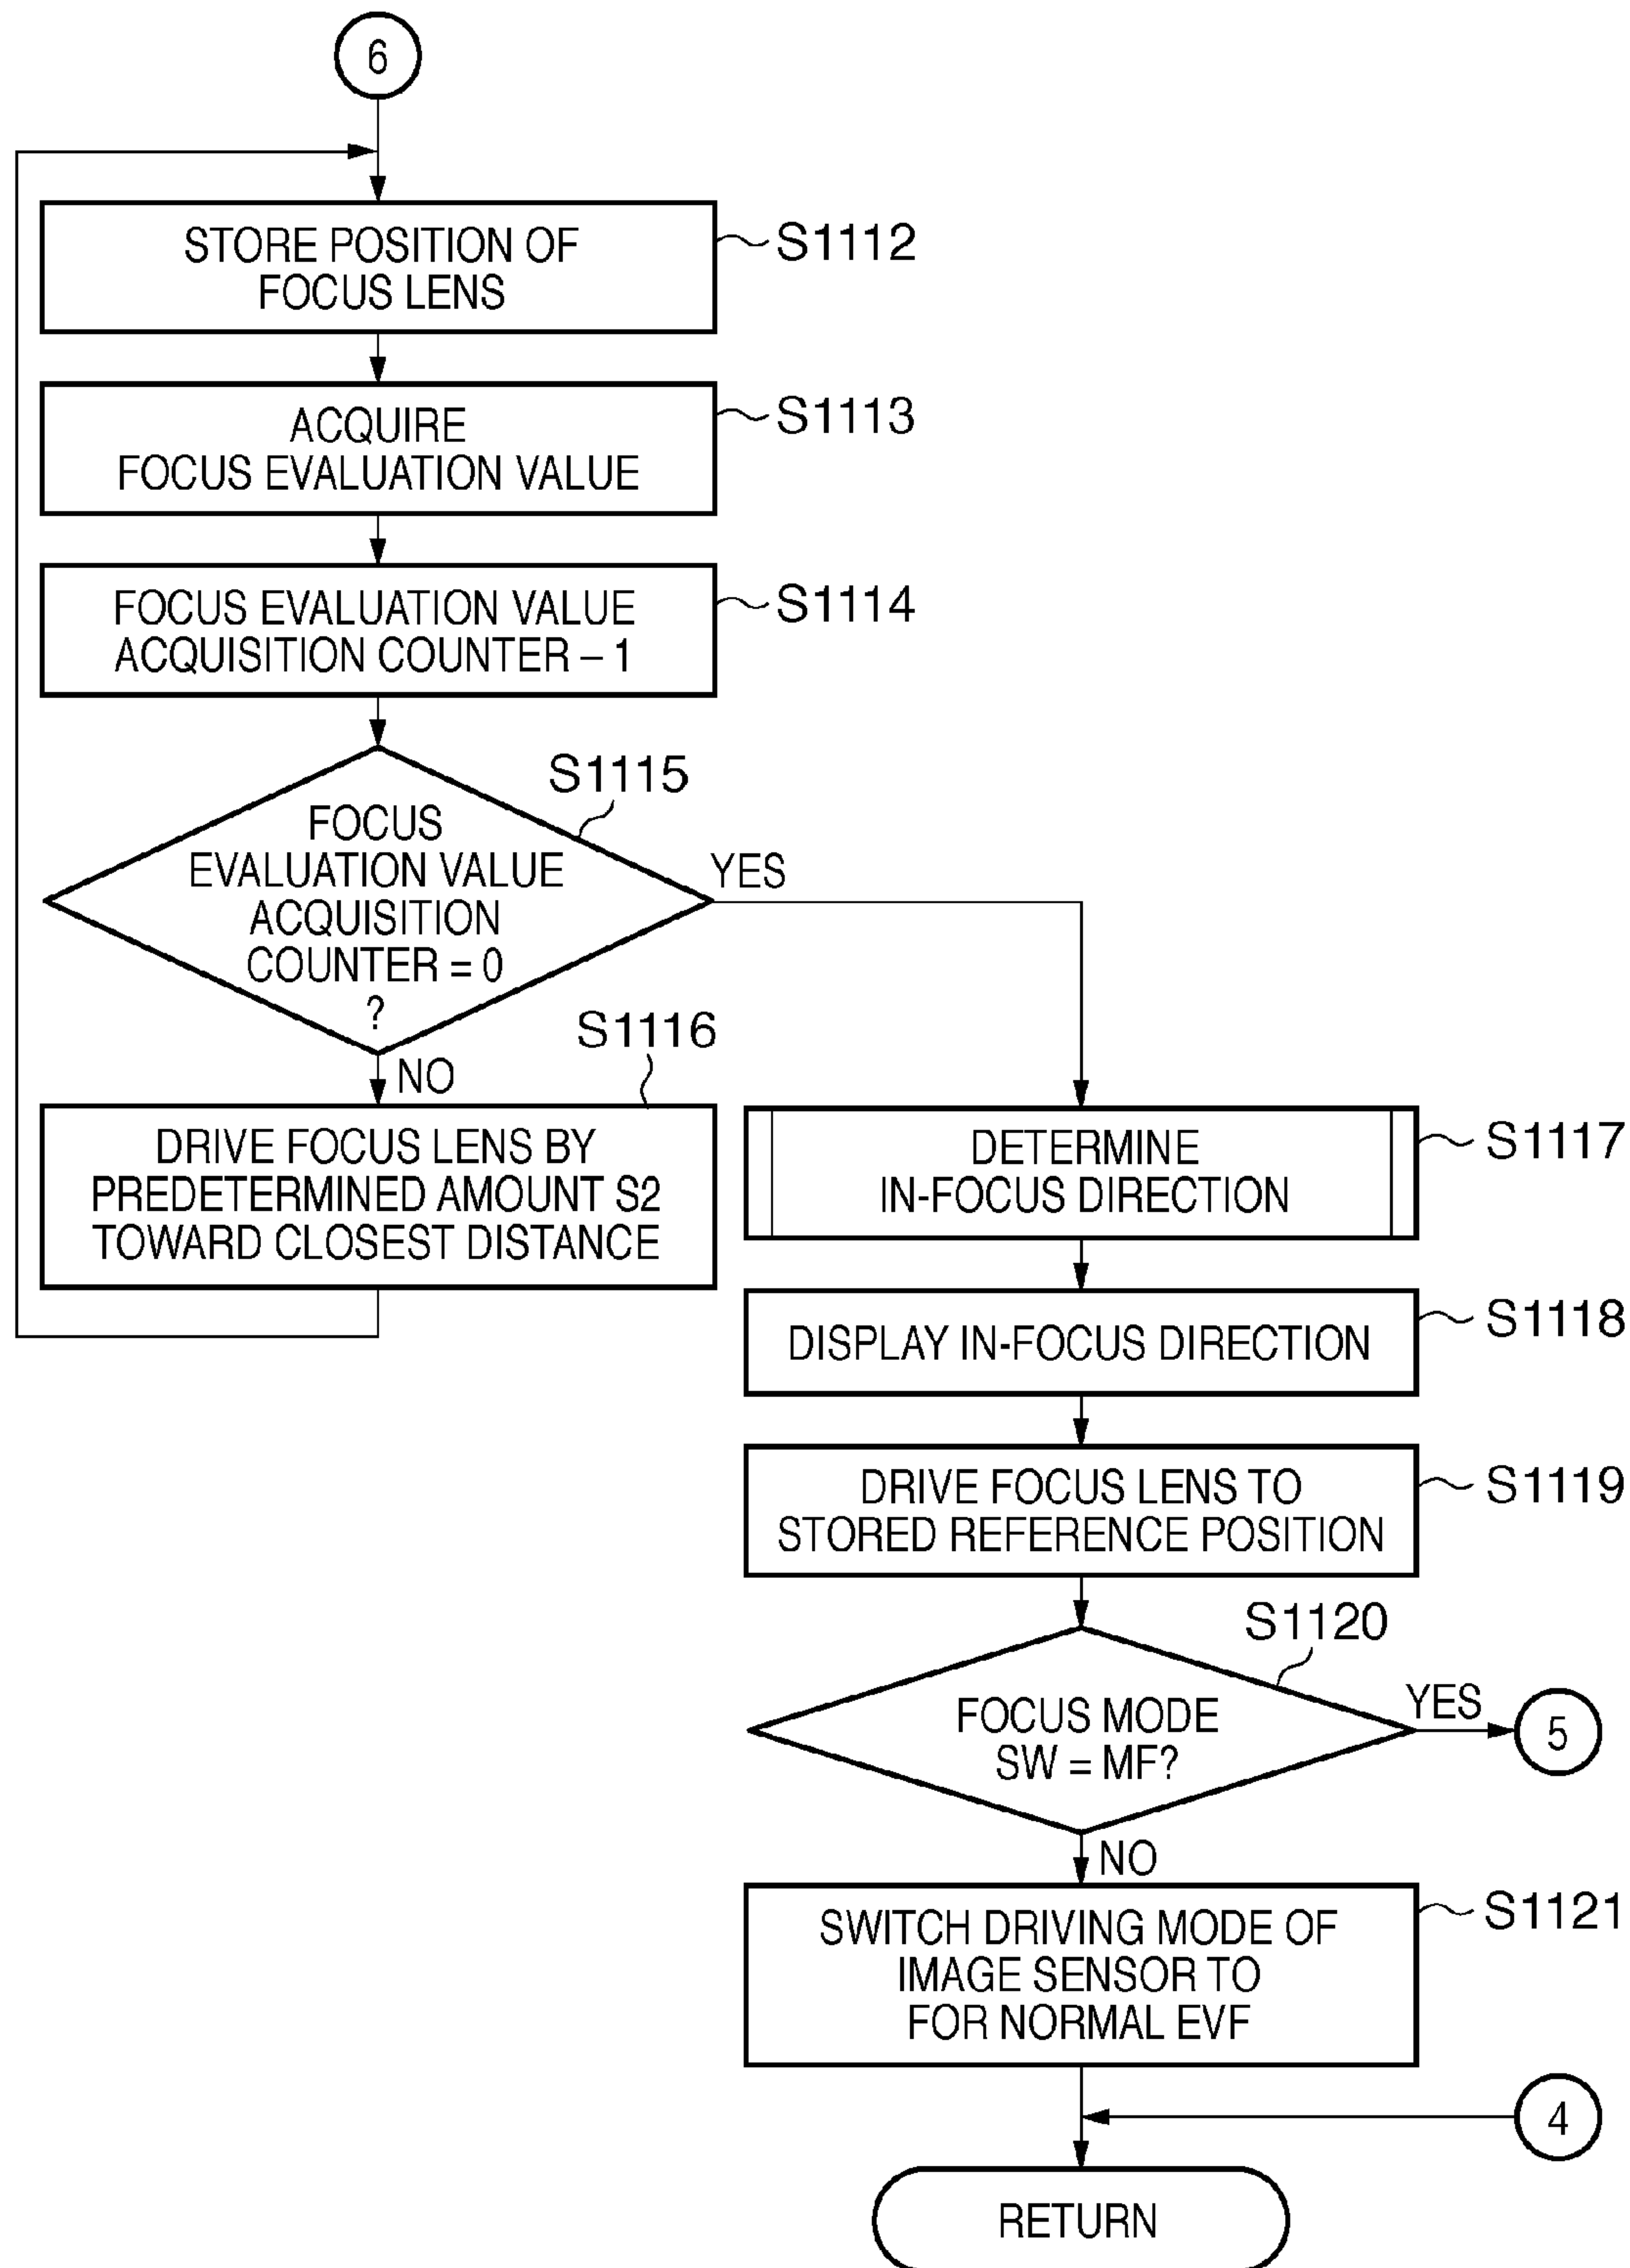 6
STORE POSITION OF
FOCUS LENS
S1112
ACQUIRE
FOCUS EVALUATION VALUE
S1113
FOCUS EVALUATION VALUE
ACQUISITION COUNTER – 1
S1114
S1115
FOCUS
EVALUATION VALUE
ACQUISITION
COUNTER = 0
?
YES
NO
S1116
DRIVE FOCUS LENS BY
PREDETERMINED AMOUNT S2
TOWARD CLOSEST DISTANCE
DETERMINE
IN-FOCUS DIRECTION
S1117
DISPLAY IN-FOCUS DIRECTION
S1118
DRIVE FOCUS LENS TO
STORED REFERENCE POSITION
S1119
S1120
FOCUS MODE
SW = MF?
YES
5
NO
SWITCH DRIVING MODE OF
IMAGE SENSOR TO
FOR NORMAL EVF
S1121
4
RETURN